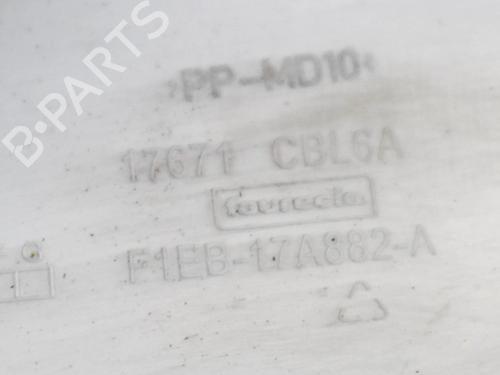 B-PARTS
>PP-MD10<
17671 CBL6A
faurecia
F1EB-17A882-A